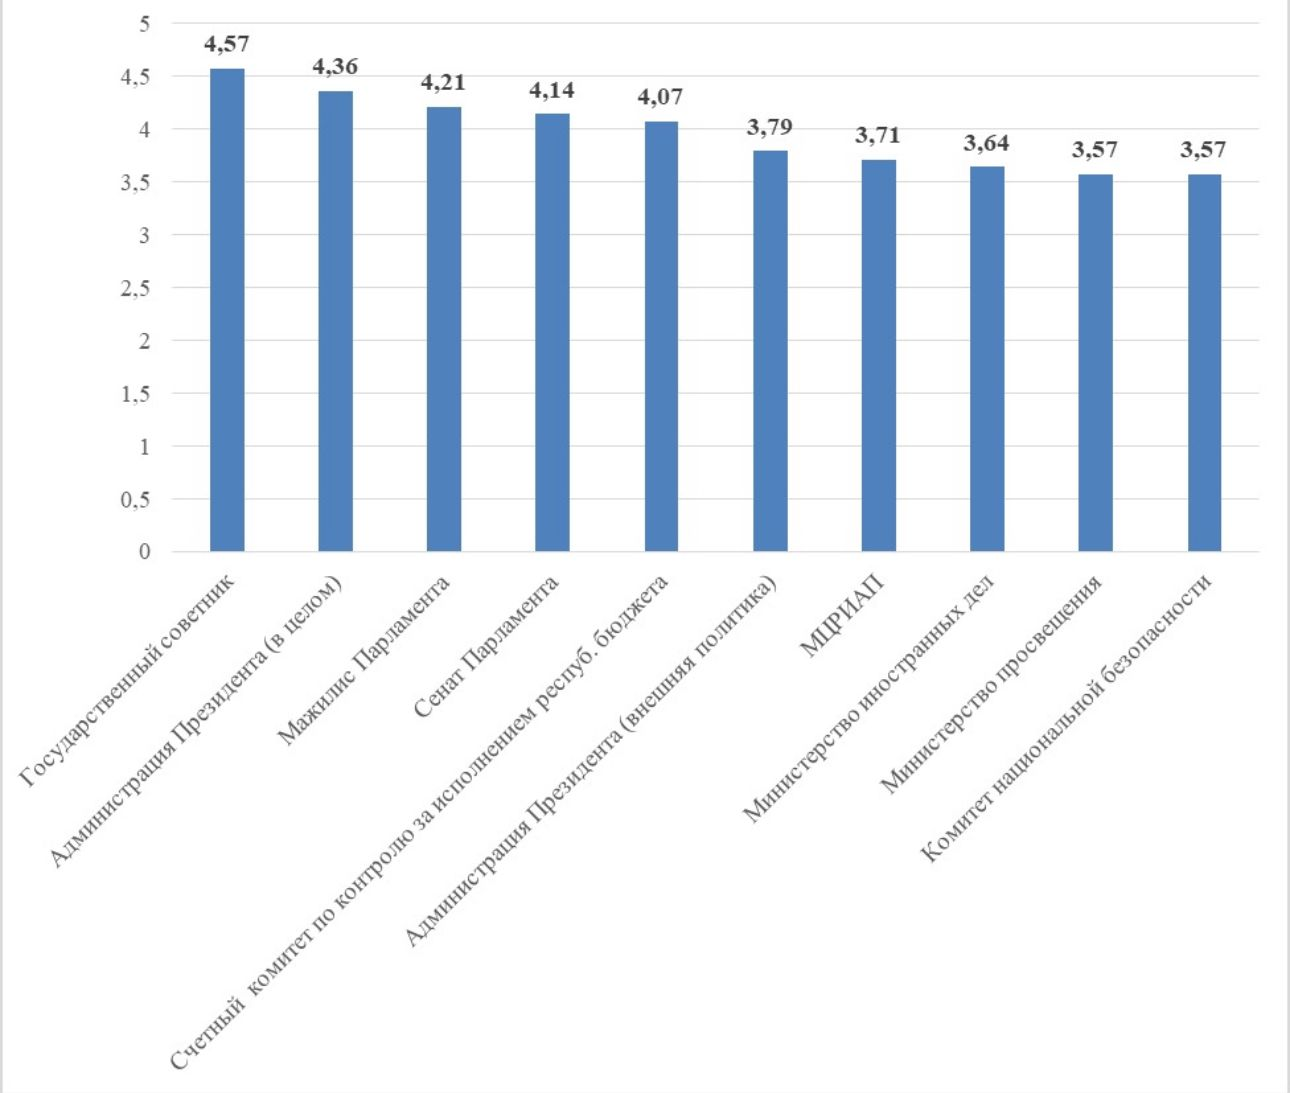 5
4,5
4
3,5
3
2,5
2
1,5
1
0,5
0
4,57
4,36
4,21
4,14
4,07
3,79
3,71
3,64
3,57
3,57
Государственный советник
Администрация Президента (в целом)
Мажилис Парламента
Сенат Парламента
Счетный комитет по контролю за исполнением респуб. бюджета
Администрация Президента (внешняя политика)
МЦРИАП
Министерство иностранных дел
Министерство просвещения
Комитет национальной безопасности